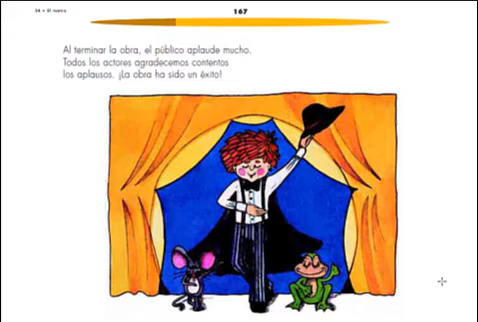 54 • El teatro
167
Al terminar la obra, el público aplaude mucho.
Todos los actores agradecemos contentos
los aplausos. ¡La obra ha sido un éxito!